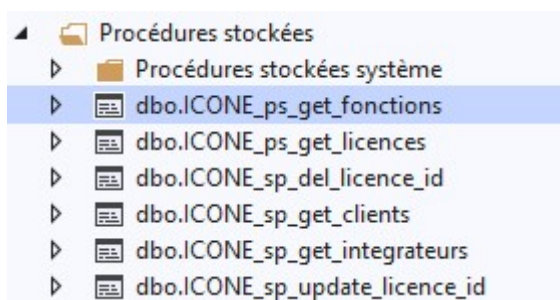 Procédures stockées
Procédures stockées système
dbo.ICONE_ps_get_fonctions
dbo.ICONE_ps_get_licences
dbo.ICONE_sp_del_licence_id
dbo.ICONE_sp_get_clients
dbo.ICONE_sp_get_integrateurs
dbo.ICONE_sp_update_licence_id